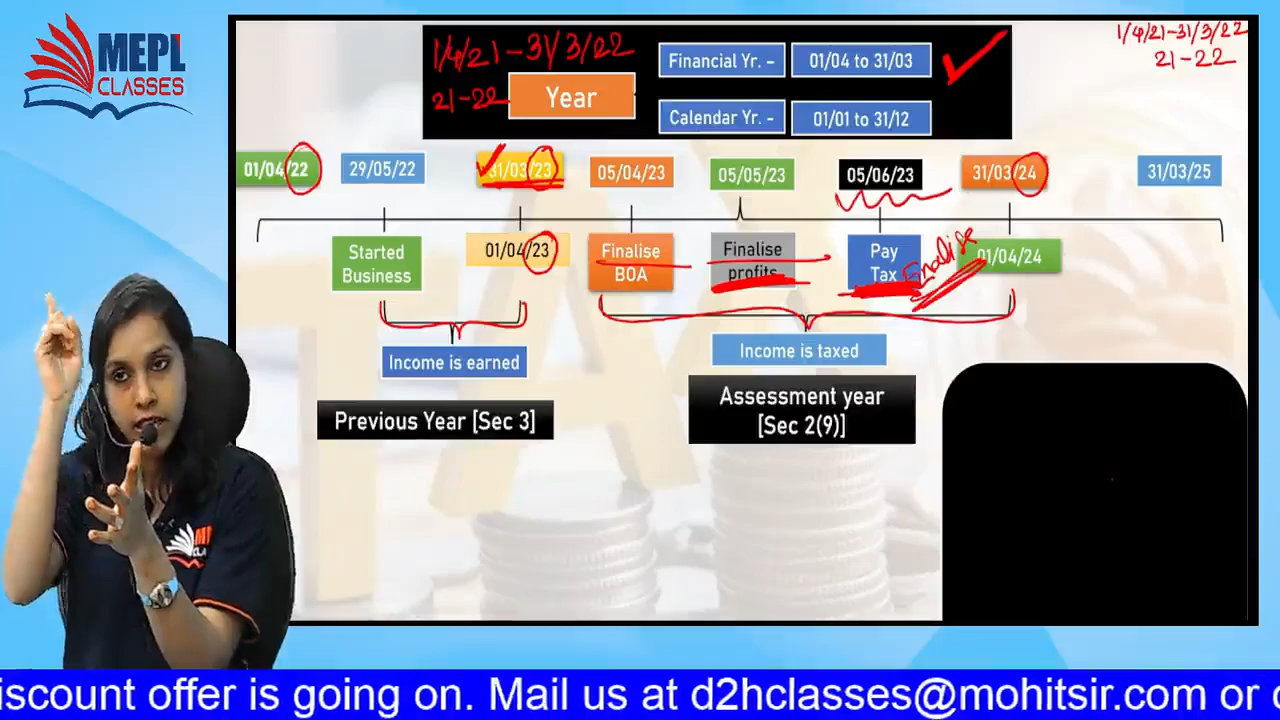 MEPL
CLASSES
1/4/21 - 31/3/22
21-22
Year
Financial Yr. -
01/04 to 31/03
Calendar Yr. -
01/01 to 31/12
1/4/21-31/3/22
21-22
01/04/22
29/05/22
31/03/23
05/04/23
05/05/23
05/06/23
31/03/24
31/03/25
Started
Business
01/04/23
Finalise
BOA
Finalise
profits
Pay
Tax
Finalise
01/04/24
Income is earned
Income is taxed
Previous Year [Sec 3]
Assessment year
[Sec 2(9)]
MEPL
iscount offer is going on. Mail us at d2hclasses@mohitsir.com or